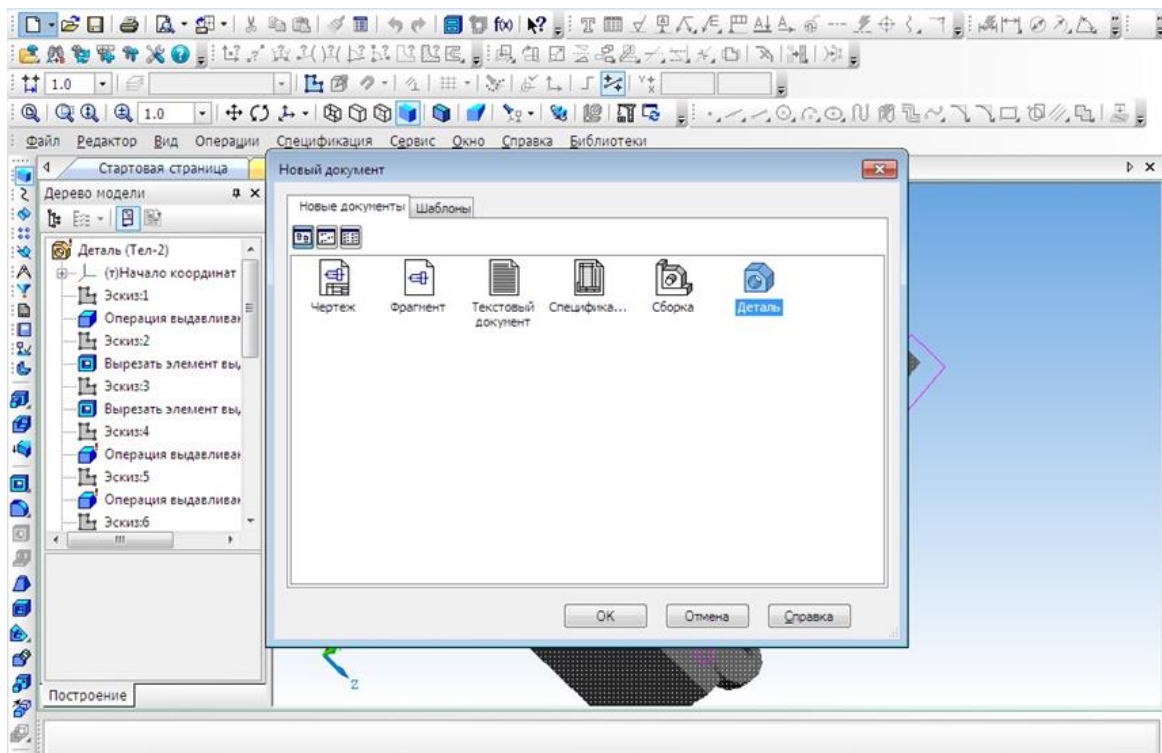 1.0
1.0
Файл Редактор Вид Операции Спецификация Сервис Окно Справка Библиотеки
Стартовая страница
Дерево модели
Деталь (Тел-2)
(т)Начало координат
Эскиз:1
Операция выдавливан
Эскиз:2
Вырезать элемент выд
Эскиз:3
Вырезать элемент выд
Эскиз:4
Операция выдавливан
Эскиз:5
Операция выдавливан
Эскиз:6
Построение
Новый документ
Новые документы Шаблоны
Чертеж Фрагмент Текстовый документ Специфика... Сборка Деталь
OK Отмена Справка
Z